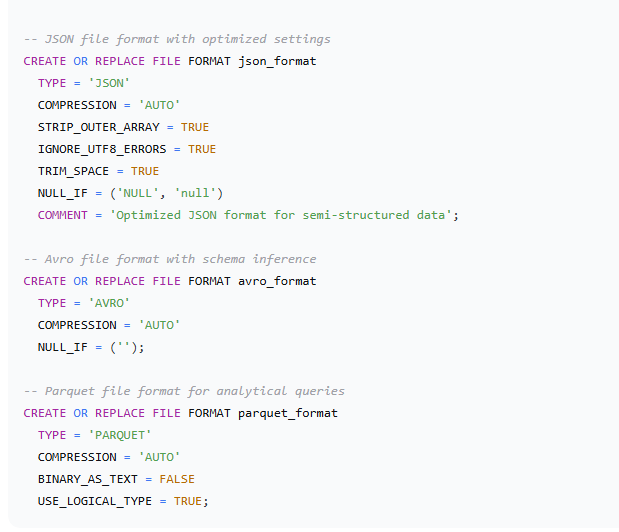 -- JSON file format with optimized settings
CREATE OR REPLACE FILE FORMAT json_format
  TYPE = 'JSON'
  COMPRESSION = 'AUTO'
  STRIP_OUTER_ARRAY = TRUE
  IGNORE_UTF8_ERRORS = TRUE
  TRIM_SPACE = TRUE
  NULL_IF = ('NULL', 'null')
  COMMENT = 'Optimized JSON format for semi-structured data';

-- Avro file format with schema inference
CREATE OR REPLACE FILE FORMAT avro_format
  TYPE = 'AVRO'
  COMPRESSION = 'AUTO'
  NULL_IF = ('');

-- Parquet file format for analytical queries
CREATE OR REPLACE FILE FORMAT parquet_format
  TYPE = 'PARQUET'
  COMPRESSION = 'AUTO'
  BINARY_AS_TEXT = FALSE
  USE_LOGICAL_TYPE = TRUE;